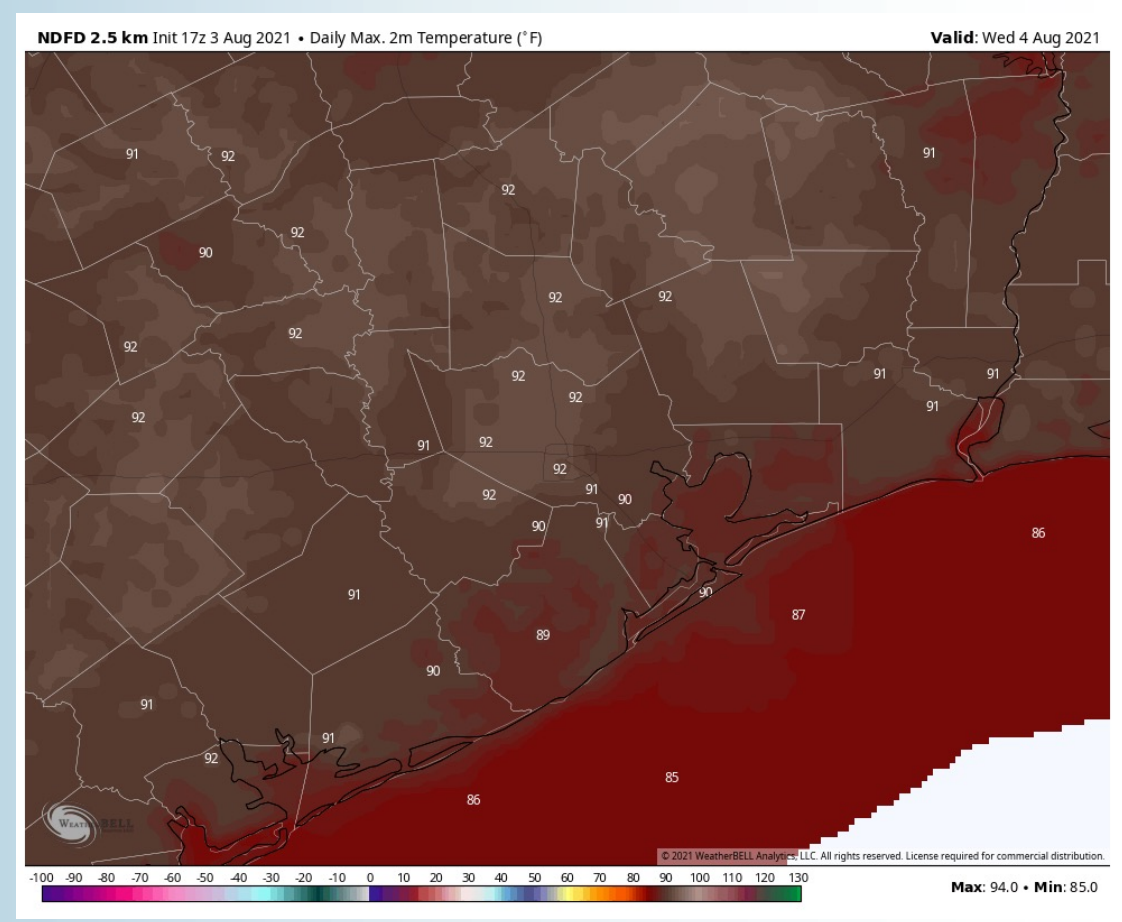 NDFD 2.5 km Init 17z 3 Aug 2021 • Daily Max. 2m Temperature (˚F) Valid: Wed 4 Aug 2021
91 92 92 91
92
90
92 92
92
92
92 91 91
92 92 91
91 92
92
92 91 90
90 91
86
91 90
87
89
90
91
91
92
85
86
WEATHERBELL
© 2021 WeatherBELL Analytics, LLC. All rights reserved. License required for commercial distribution.
-100 -90 -80 -70 -60 -50 -40 -30 -20 -10 0 10 20 30 40 50 60 70 80 90 100 110 120 130
Max: 94.0 • Min: 85.0